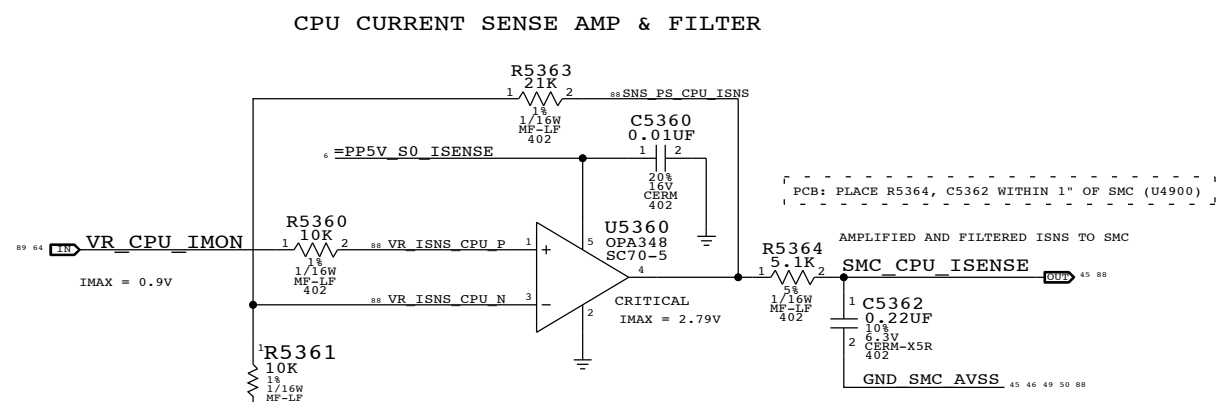 CPU CURRENT SENSE AMP & FILTER
R5363
21K
1 2
1%
1/16W
MF-LF
402
88 SNS_PS_CPU_ISNS
C5360
0.01UF
1 2
20%
16V
CERM
402
6 =PP5V_S0_ISENSE
PCB: PLACE R5364, C5362 WITHIN 1" OF SMC (U4900)
89 64 IN VR_CPU_IMON
IMAX = 0.9V
R5360
10K
1 2
1%
1/16W
MF-LF
402
88 VR_ISNS_CPU_P
1 +
U5360
OPA348
SC70-5
5
4
88 VR_ISNS_CPU_N
3 −
2
CRITICAL
IMAX = 2.79V
AMPLIFIED AND FILTERED ISNS TO SMC
R5364
5.1K
1 2
5%
1/16W
MF-LF
402
SMC_CPU_ISENSE
OUT 45 88
1
C5362
0.22UF
10%
6.3V
CERM-X5R
402
2
GND_SMC_AVSS 45 46 49 50 88
1
R5361
10K
1%
1/16W
MF-LF